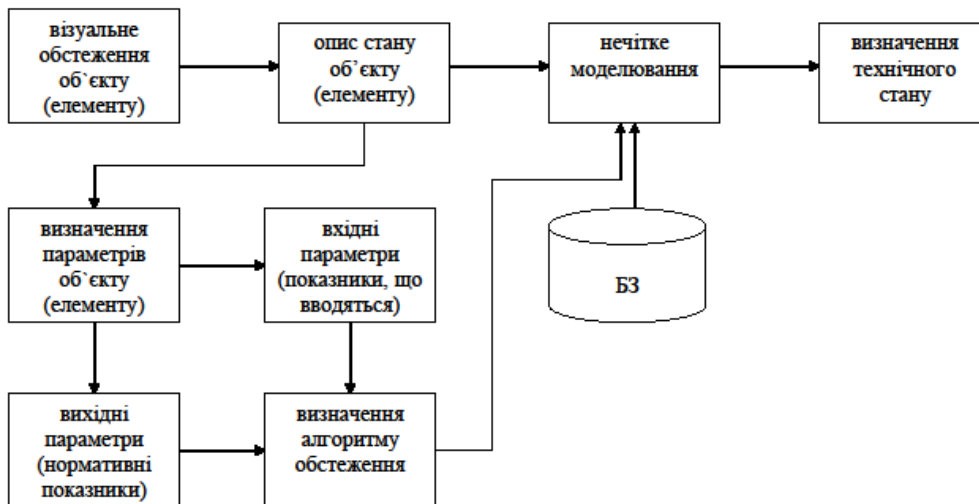 візуальне
обстеження
об`єкту
(елементу)
опис стану
об’єкту
(елементу)
нечітке
моделювання
визначення
технічного
стану
визначення
параметрів
об`єкту
(елементу)
вхідні
параметри
(показники, що
вводяться)
БЗ
вихідні
параметри
(нормативні
показники)
визначення
алгоритму
обстеження